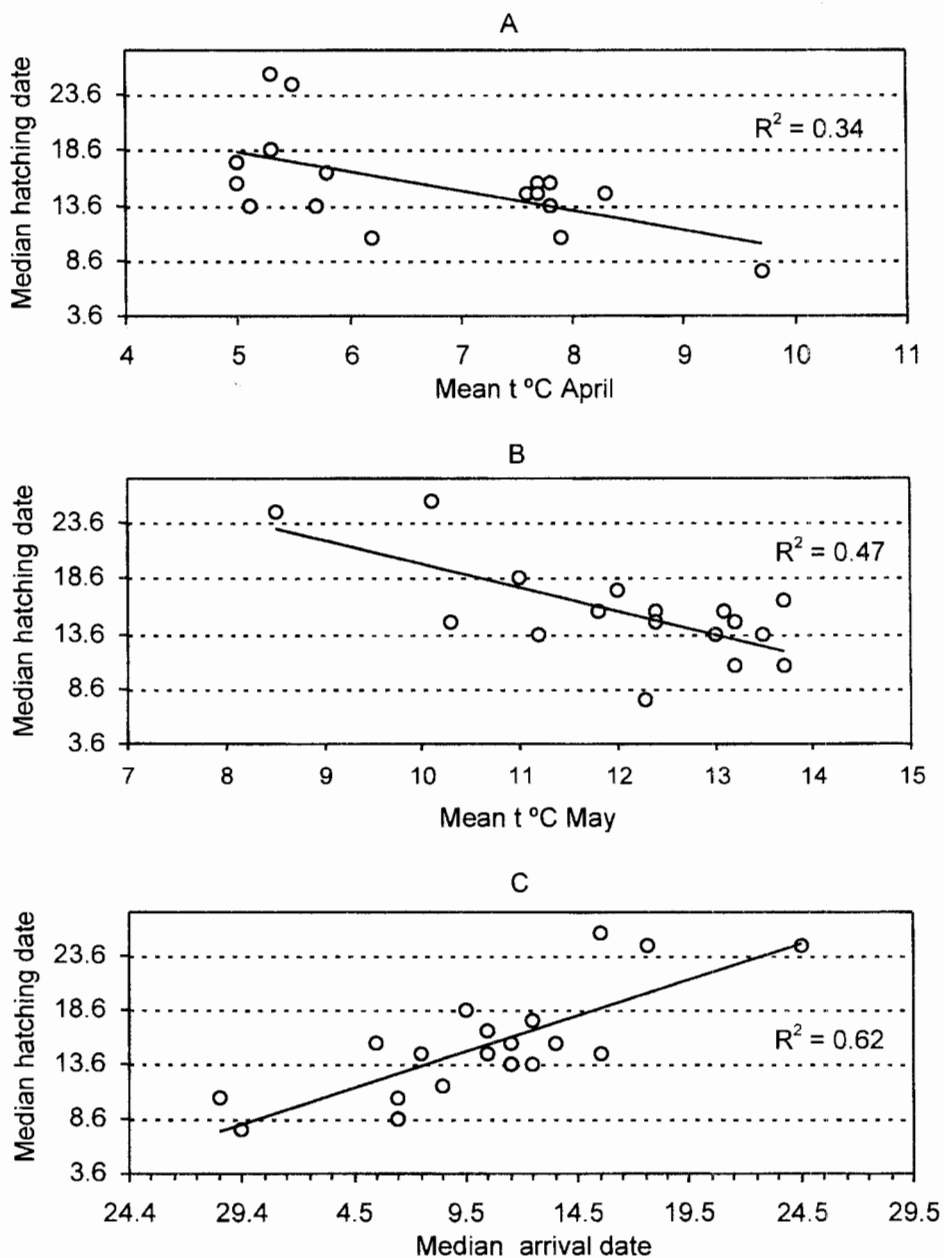 A
Median hatching date
23.6
18.6
13.6
8.6
3.6
R² = 0.34
4 5 6 7 8 9 10 11
Mean t ºC April
B
Median hatching date
23.6
18.6
13.6
8.6
3.6
R² = 0.47
7 8 9 10 11 12 13 14 15
Mean t ºC May
C
Median hatching date
23.6
18.6
13.6
8.6
3.6
R² = 0.62
24.4 29.4 4.5 9.5 14.5 19.5 24.5 29.5
Median arrival date